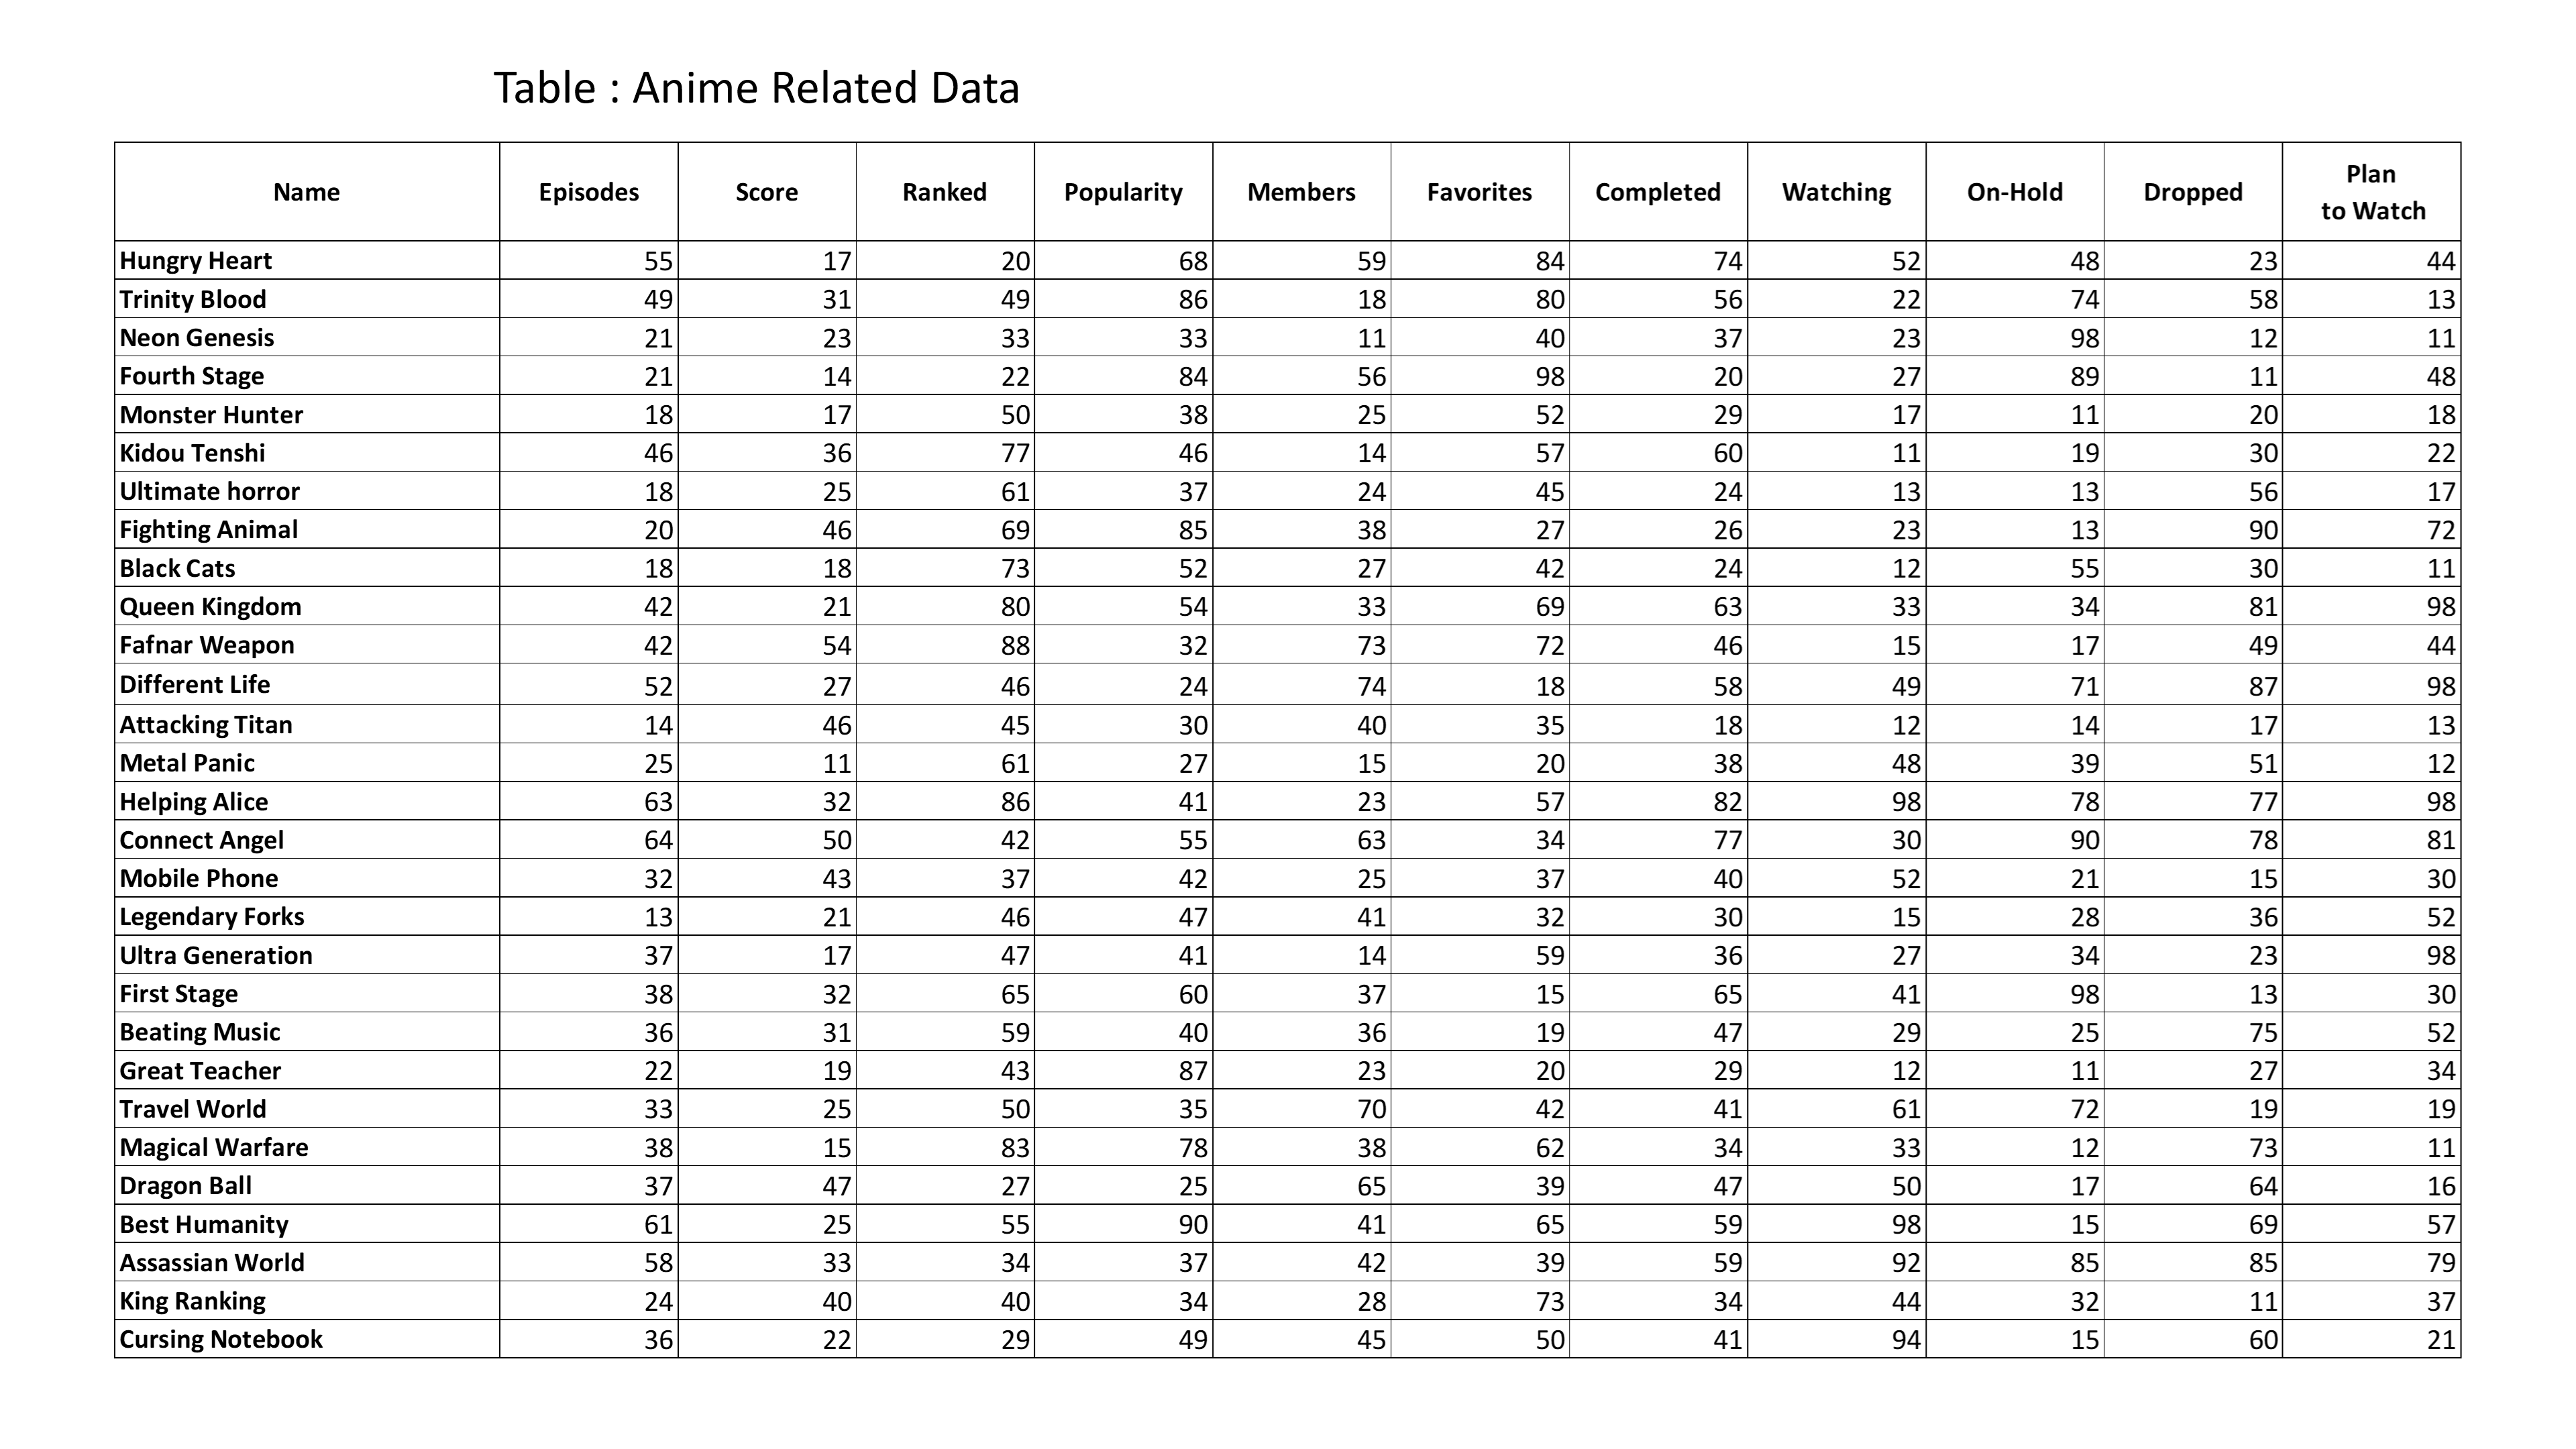 Table : Anime Related Data
Name Episodes Score Ranked Popularity Members Favorites Completed Watching On-Hold Dropped Plan to Watch
Hungry Heart 55 17 20 68 59 84 74 52 48 23 44
Trinity Blood 49 31 49 86 18 80 56 22 74 58 13
Neon Genesis 21 23 33 33 11 40 37 23 98 12 11
Fourth Stage 21 14 22 84 56 98 20 27 89 11 48
Monster Hunter 18 17 50 38 25 52 29 17 11 20 18
Kidou Tenshi 46 36 77 46 14 57 60 11 19 30 22
Ultimate horror 18 25 61 37 24 45 24 13 13 56 17
Fighting Animal 20 46 69 85 38 27 26 23 13 90 72
Black Cats 18 18 73 52 27 42 24 12 55 30 11
Queen Kingdom 42 21 80 54 33 69 63 33 34 81 98
Fafnar Weapon 42 54 88 32 73 72 46 15 17 49 44
Different Life 52 27 46 24 74 18 58 49 71 87 98
Attacking Titan 14 46 45 30 40 35 18 12 14 17 13
Metal Panic 25 11 61 27 15 20 38 48 39 51 12
Helping Alice 63 32 86 41 23 57 82 98 78 77 98
Connect Angel 64 50 42 55 63 34 77 30 90 78 81
Mobile Phone 32 43 37 42 25 37 40 52 21 15 30
Legendary Forks 13 21 46 47 41 32 30 15 28 36 52
Ultra Generation 37 17 47 41 14 59 36 27 34 23 98
First Stage 38 32 65 60 37 15 65 41 98 13 30
Beating Music 36 31 59 40 36 19 47 29 25 75 52
Great Teacher 22 19 43 87 23 20 29 12 11 27 34
Travel World 33 25 50 35 70 42 41 61 72 19 19
Magical Warfare 38 15 83 78 38 62 34 33 12 73 11
Dragon Ball 37 47 27 25 65 39 47 50 17 64 16
Best Humanity 61 25 55 90 41 65 59 98 15 69 57
Assassian World 58 33 34 37 42 39 59 92 85 85 79
King Ranking 24 40 40 34 28 73 34 44 32 11 37
Cursing Notebook 36 22 29 49 45 50 41 94 15 60 21